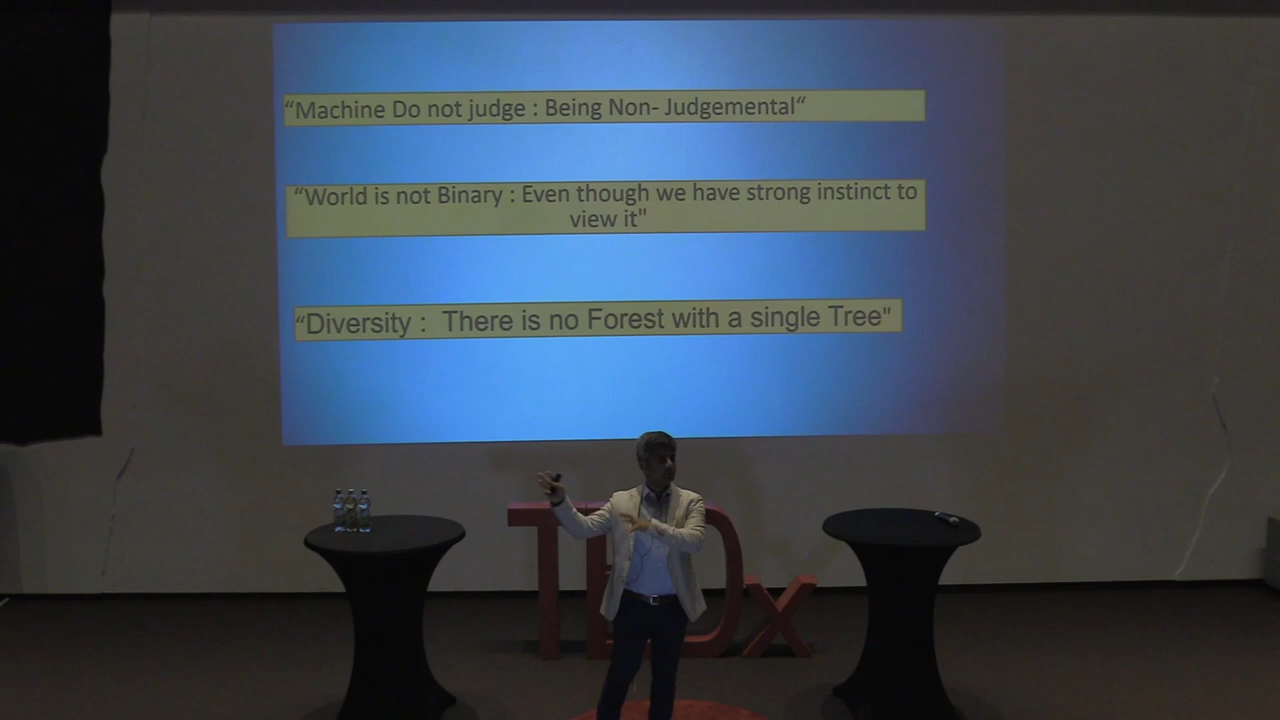 “Machine Do not judge : Being Non- Judgemental“
“World is not Binary : Even though we have strong instinct to
view it"
“Diversity :  There is no Forest with a single Tree"
TEDx